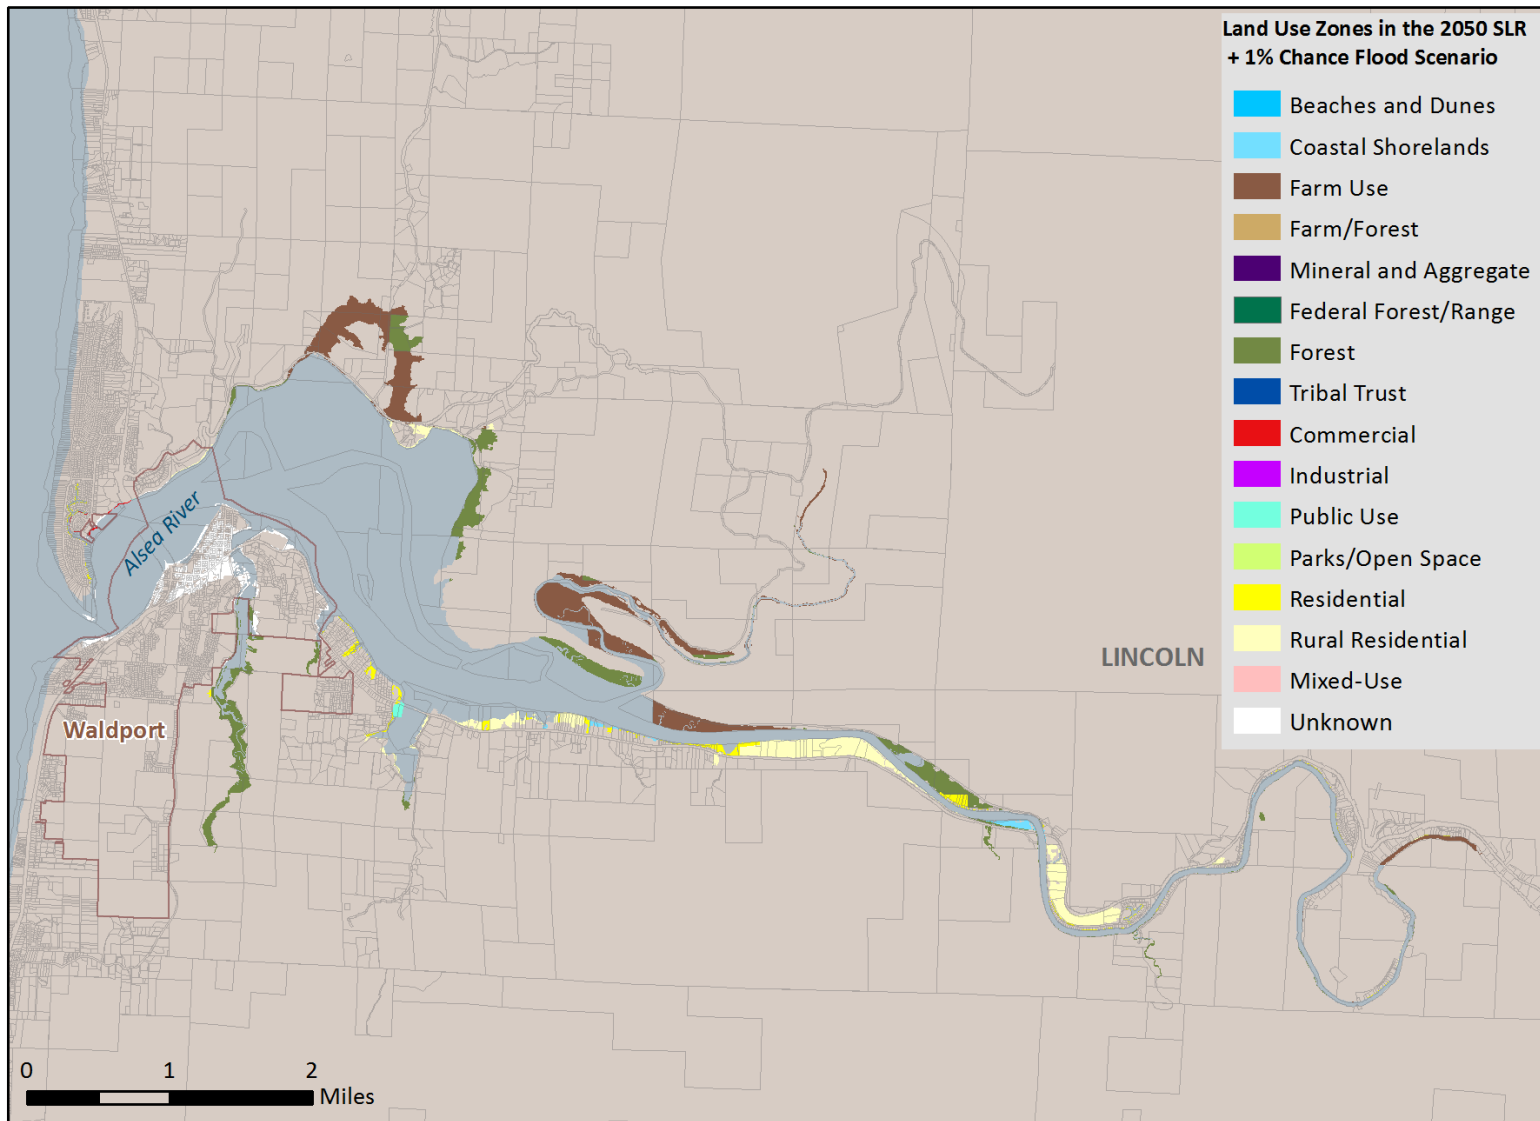 Land Use Zones in the 2050 SLR
+ 1% Chance Flood Scenario
Beaches and Dunes
Coastal Shorelands
Farm Use
Farm/Forest
Mineral and Aggregate
Federal Forest/Range
Forest
Tribal Trust
Commercial
Industrial
Public Use
Parks/Open Space
Residential
Rural Residential
Mixed-Use
Unknown
Alsea River
LINCOLN
Waldport
0 1 2
Miles